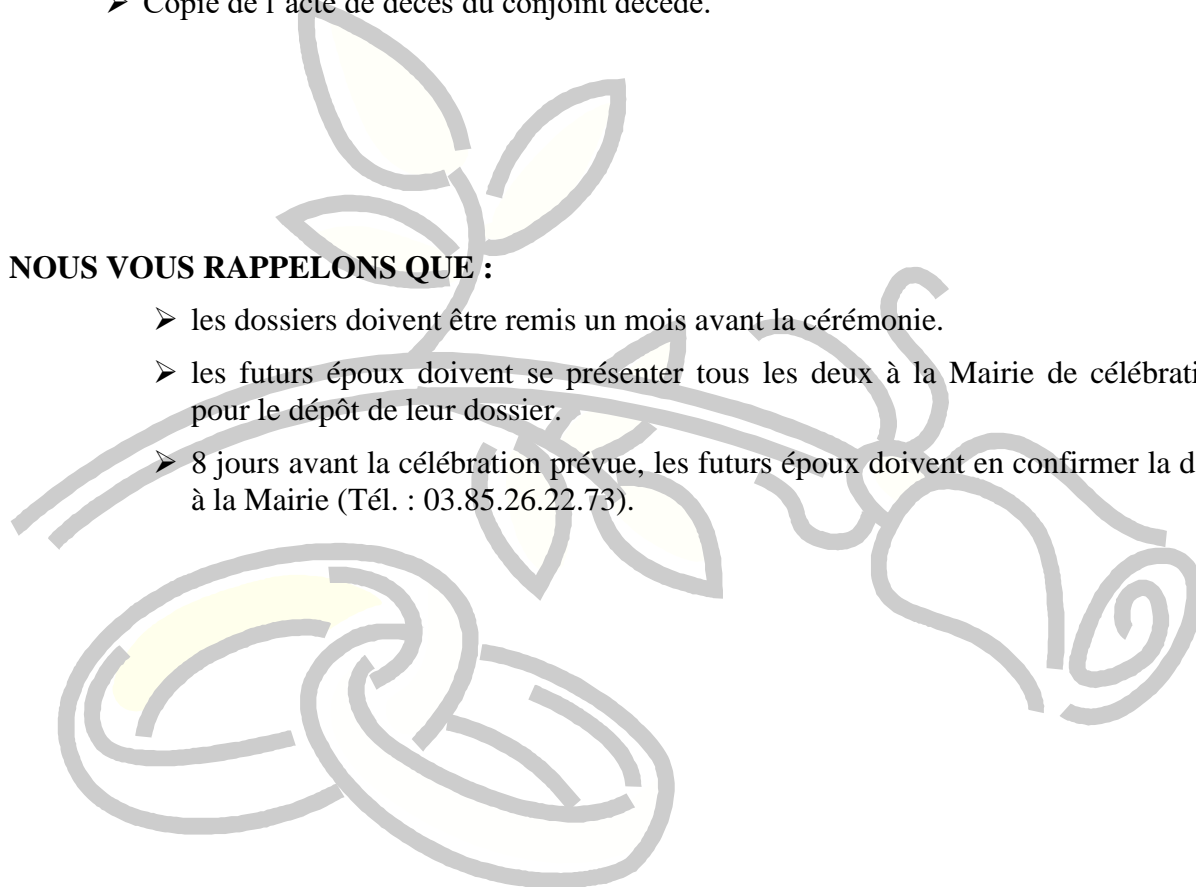 ➤ Copie de l'acte de décès du conjoint décédé.
NOUS VOUS RAPPELONS QUE :
➤ les dossiers doivent être remis un mois avant la cérémonie.
➤ les futurs époux doivent se présenter tous les deux à la Mairie de célébrati
pour le dépôt de leur dossier.
➤ 8 jours avant la célébration prévue, les futurs époux doivent en confirmer la d
à la Mairie (Tél. : 03.85.26.22.73).